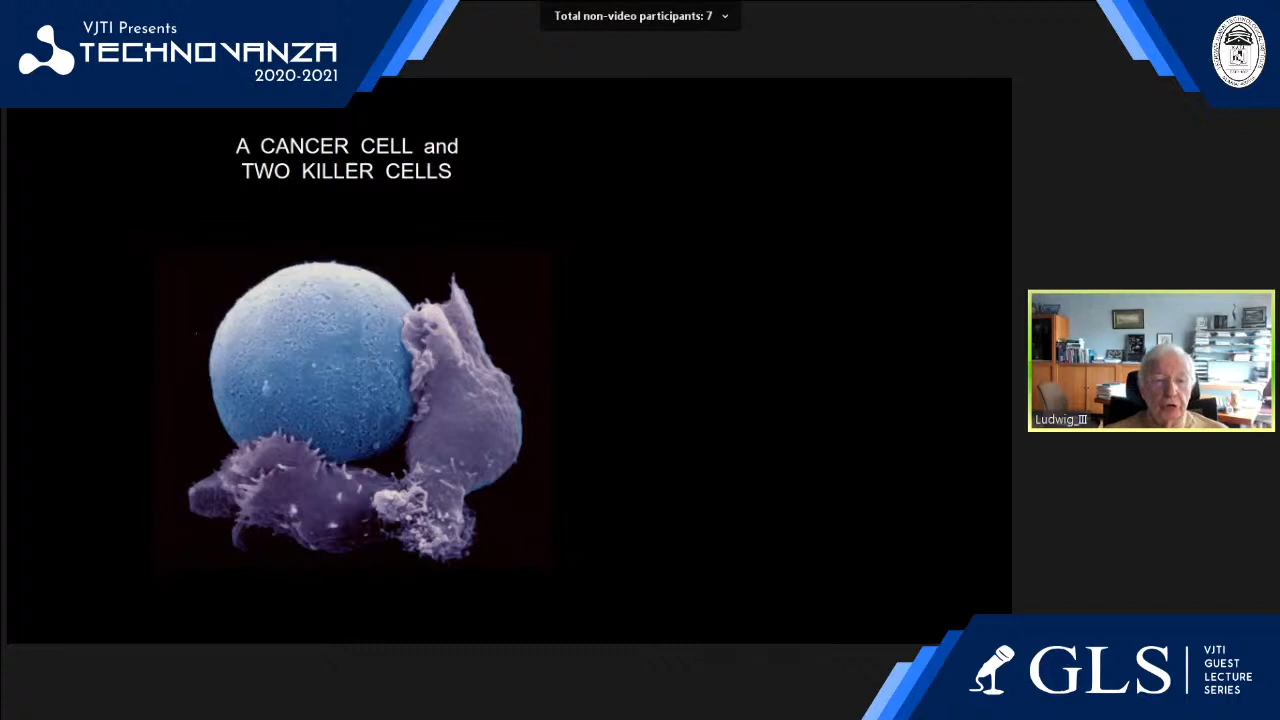 VJTI Presents
TECHNOVANZA
2020-2021
Total non-video participants: 7
A CANCER CELL and
TWO KILLER CELLS
Ludwig_III
GLS
VJTI
GUEST
LECTURE
SERIES